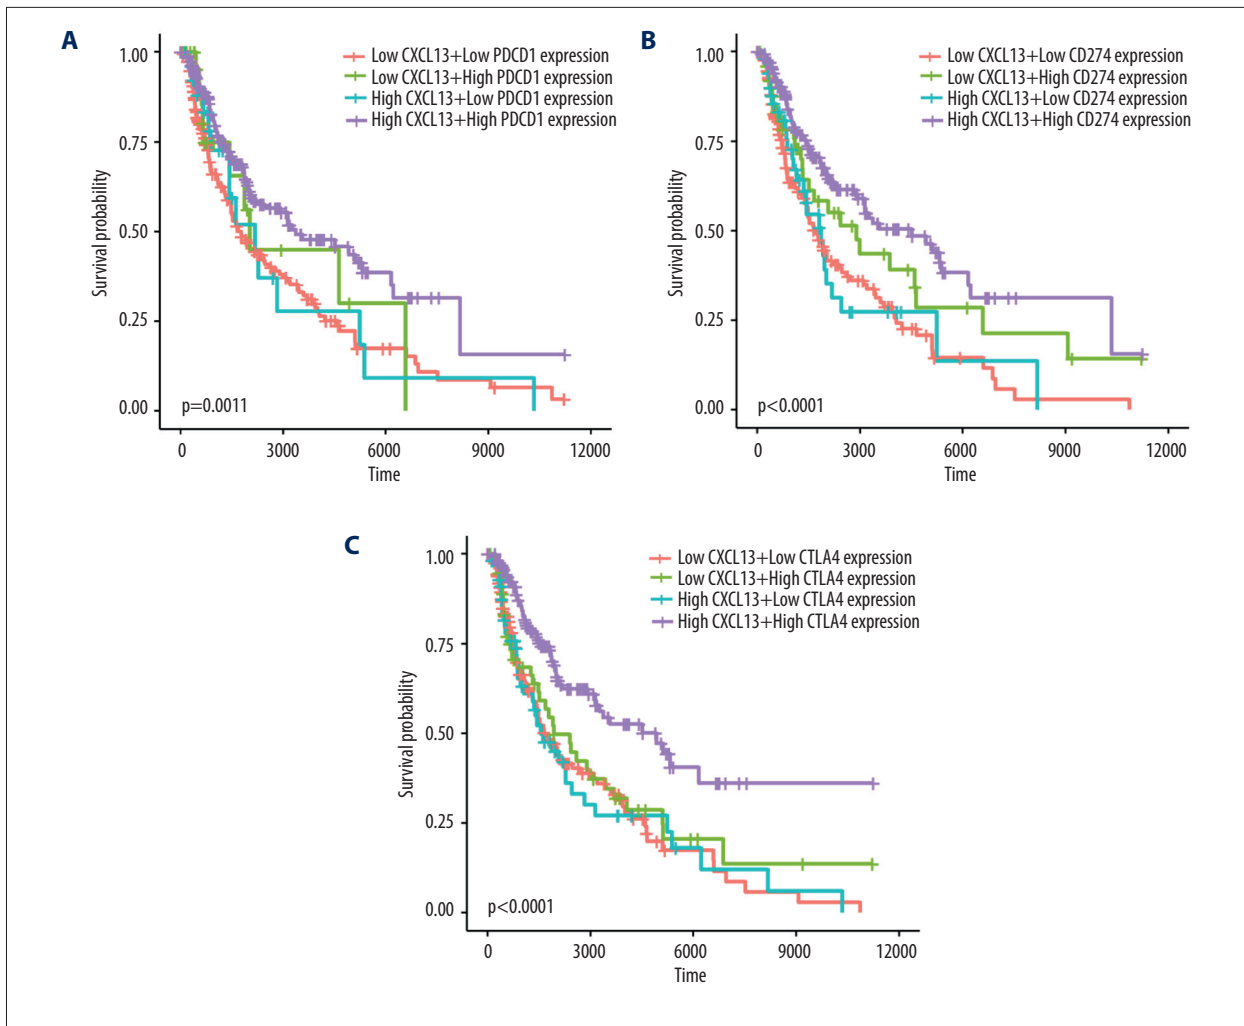 A
Low CXCL13+Low PDCD1 expression
Low CXCL13+High PDCD1 expression
High CXCL13+Low PDCD1 expression
High CXCL13+High PDCD1 expression
Survival probability
1.00
0.75
0.50
0.25
0.00
p=0.0011
0 3000 6000 9000 12000
Time
B
Low CXCL13+Low CD274 expression
Low CXCL13+High CD274 expression
High CXCL13+Low CD274 expression
High CXCL13+High CD274 expression
Survival probability
1.00
0.75
0.50
0.25
0.00
p<0.0001
0 3000 6000 9000 12000
Time
C
Low CXCL13+Low CTLA4 expression
Low CXCL13+High CTLA4 expression
High CXCL13+Low CTLA4 expression
High CXCL13+High CTLA4 expression
Survival probability
1.00
0.75
0.50
0.25
0.00
p<0.0001
0 3000 6000 9000 12000
Time